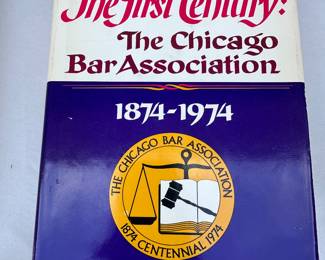 The First Century:
The Chicago
Bar Association
1874-1974
THE CHICAGO BAR ASSOCIATION
1874 CENTENNIAL 1974